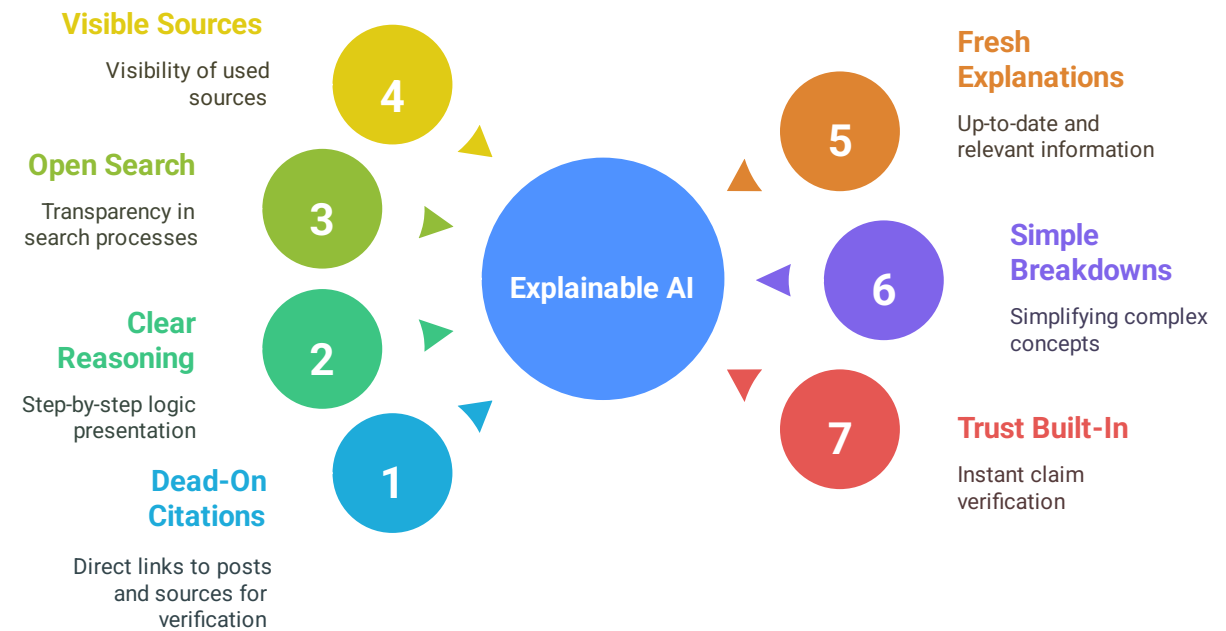 Visible Sources
Visibility of used
sources
4
Open Search
Transparency in
search processes
3
Clear
Reasoning
Step-by-step logic
presentation
2
Dead-On
Citations
Direct links to posts
and sources for
verification
1
Explainable AI
Fresh
Explanations
Up-to-date and
relevant information
5
Simple
Breakdowns
Simplifying complex
concepts
6
Trust Built-In
Instant claim
verification
7